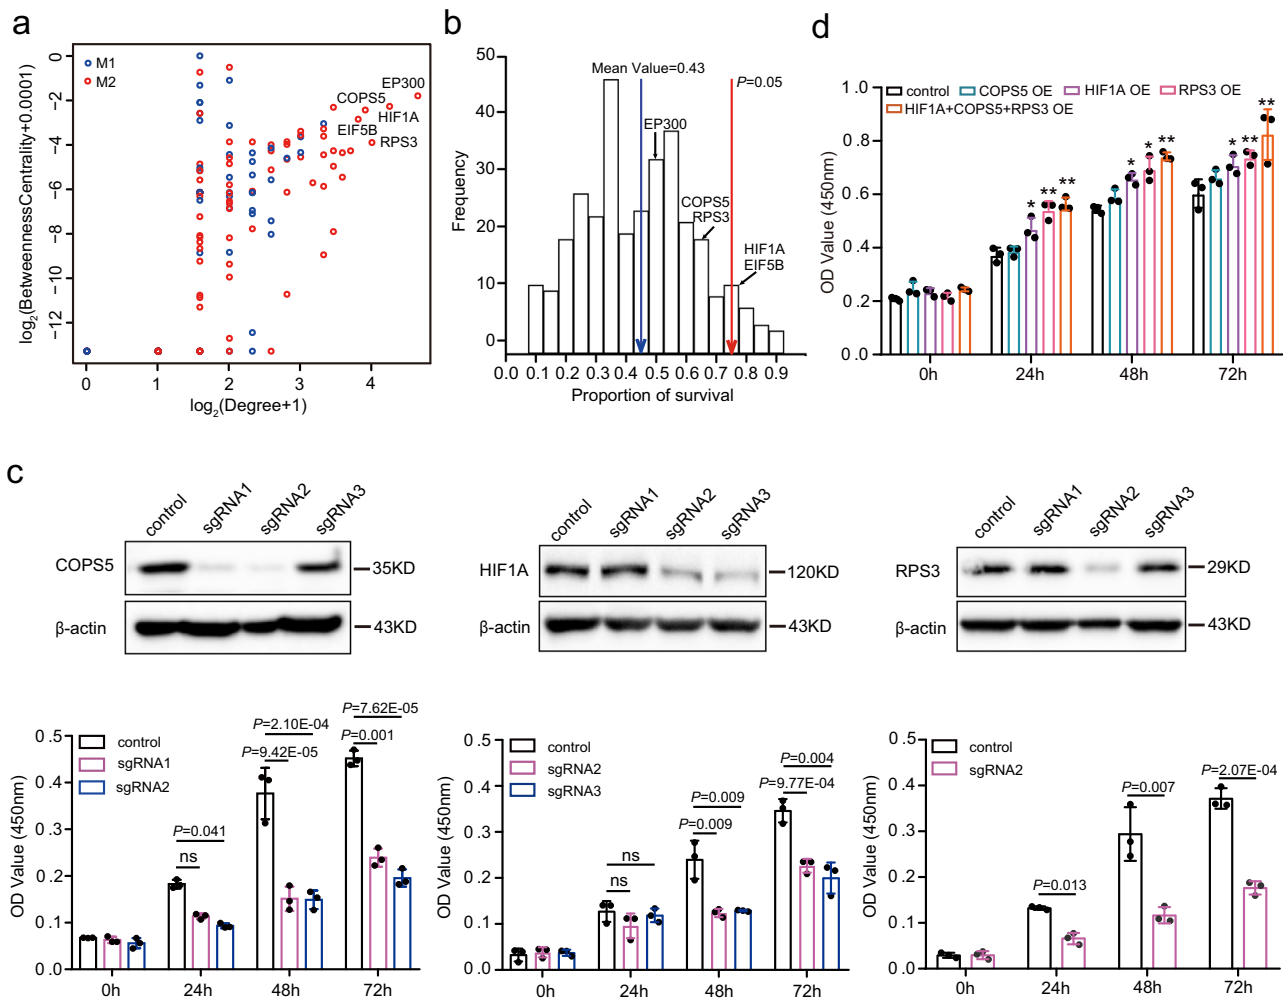 a
M1
M2
EP300
COPS5
HIF1A
EIF5B
RPS3
0
−2
−4
−6
−8
−10
−12
log2(BetweennessCentrality+0.0001)
0 1 2 3 4
log2(Degree+1)
b
50
40
30
20
10
0
Frequency
Mean Value=0.43
P=0.05
EP300
COPS5
RPS3
HIF1A
EIF5B
0.0 0.1 0.2 0.3 0.4 0.5 0.6 0.7 0.8 0.9
Proportion of survival
d
control COPS5 OE HIF1A OE RPS3 OE
HIF1A+COPS5+RPS3 OE
1.0
0.8
0.6
0.4
0.2
0.0
OD Value (450nm)
* ** **
* * **
* ** **
0h 24h 48h 72h
c
control sgRNA1 sgRNA2 sgRNA3
COPS5 35KD
β-actin 43KD
control sgRNA1 sgRNA2 sgRNA3
HIF1A 120KD
β-actin 43KD
control sgRNA1 sgRNA2 sgRNA3
RPS3 29KD
β-actin 43KD
0.5
0.4
0.3
0.2
0.1
0.0
OD Value (450nm)
control
sgRNA1
sgRNA2
P=0.041
ns
P=2.10E-04
P=9.42E-05
P=7.62E-05
P=0.001
0h 24h 48h 72h
0.5
0.4
0.3
0.2
0.1
0.0
OD Value (450nm)
control
sgRNA2
sgRNA3
ns
ns
P=0.009
P=0.009
P=0.004
P=9.77E-04
0h 24h 48h 72h
0.5
0.4
0.3
0.2
0.1
0.0
OD Value (450nm)
control
sgRNA2
P=0.013
P=0.007
P=2.07E-04
0h 24h 48h 72h